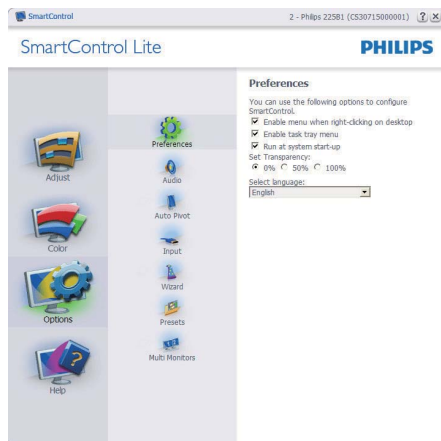 SmartControl
2 - Philips 225B1 (CS30715000001)
SmartControl Lite
PHILIPS
Adjust
Color
Options
Help
Preferences
Audio
Auto Pivot
Input
Wizard
Presets
Multi Monitors
Preferences
You can use the following options to configure
SmartControl.
Enable menu when right-clicking on desktop
Enable task tray menu
Run at system start-up
Set Transparency:
0% 50% 100%
Select language:
English